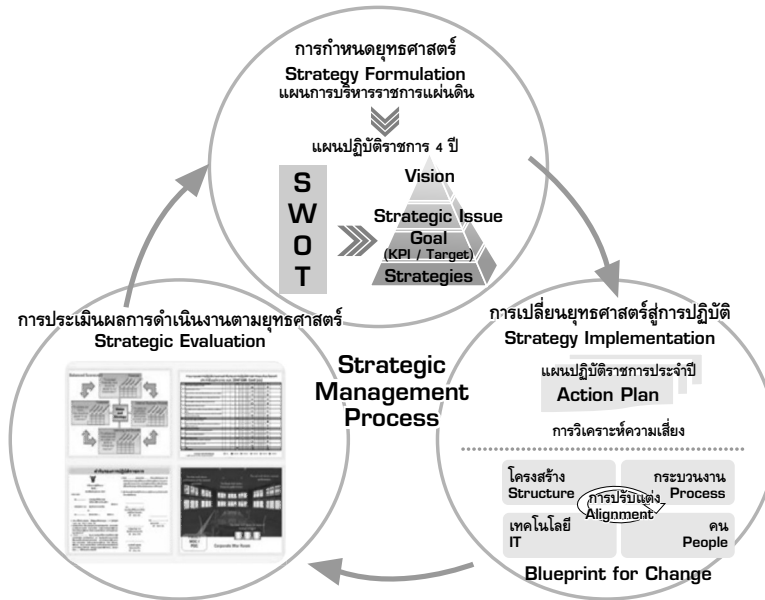 การกำหนดยุทธศาสตร์
Strategy Formulation
แผนการบริหารราชการแผ่นดิน
แผนปฏิบัติราชการ 4 ปี
S
W
O
T
Vision
Strategic Issue
Goal
(KPI / Target)
Strategies
การประเมินผลการดำเนินงานตามยุทธศาสตร์
Strategic Evaluation
Strategic
Management
Process
การเปลี่ยนยุทธศาสตร์สู่การปฏิบัติ
Strategy Implementation
แผนปฏิบัติราชการประจำปี
Action Plan
การวิเคราะห์ความเสี่ยง
โครงสร้าง
Structure
กระบวนงาน
Process
การปรับแต่ง
Alignment
เทคโนโลยี
IT
คน
People
Blueprint for Change